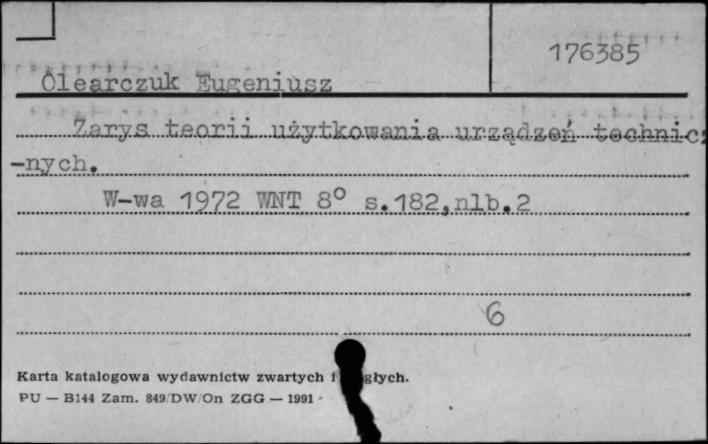 176385
Olearczuk Eugeniusz
Zarys teorii użytkowania urządzeń technicz
-nych.
W-wa 1972 WNT 8° s.182,nlb.2
6
Karta katalogowa wydawnictw zwartych i
PU — B144 Zam. 849/DW/On ZGG — 1991